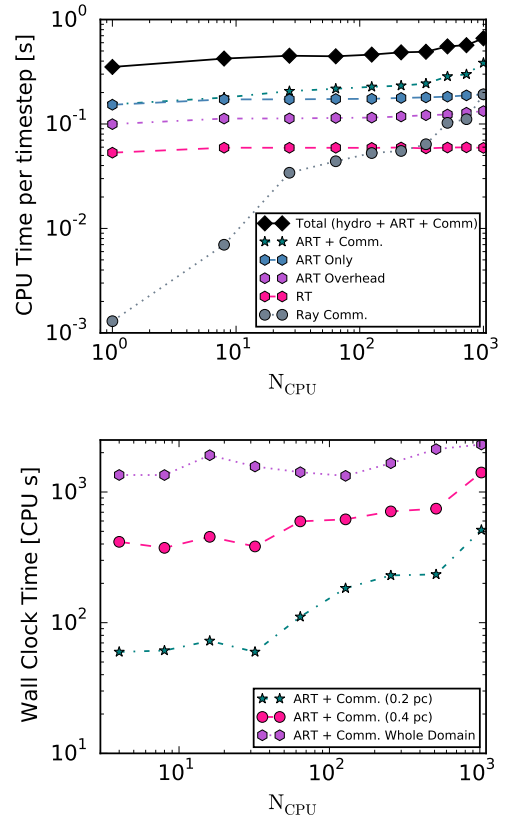 10^0
10^-1
10^-2
10^-3
CPU Time per timestep [s]
Total (hydro + ART + Comm)
ART + Comm.
ART Only
ART Overhead
RT
Ray Comm.
10^0 10^1 10^2 10^3
N_CPU
10^3
10^2
10^1
Wall Clock Time [CPU s]
ART + Comm. (0.2 pc)
ART + Comm. (0.4 pc)
ART + Comm. Whole Domain
10^1 10^2 10^3
N_CPU